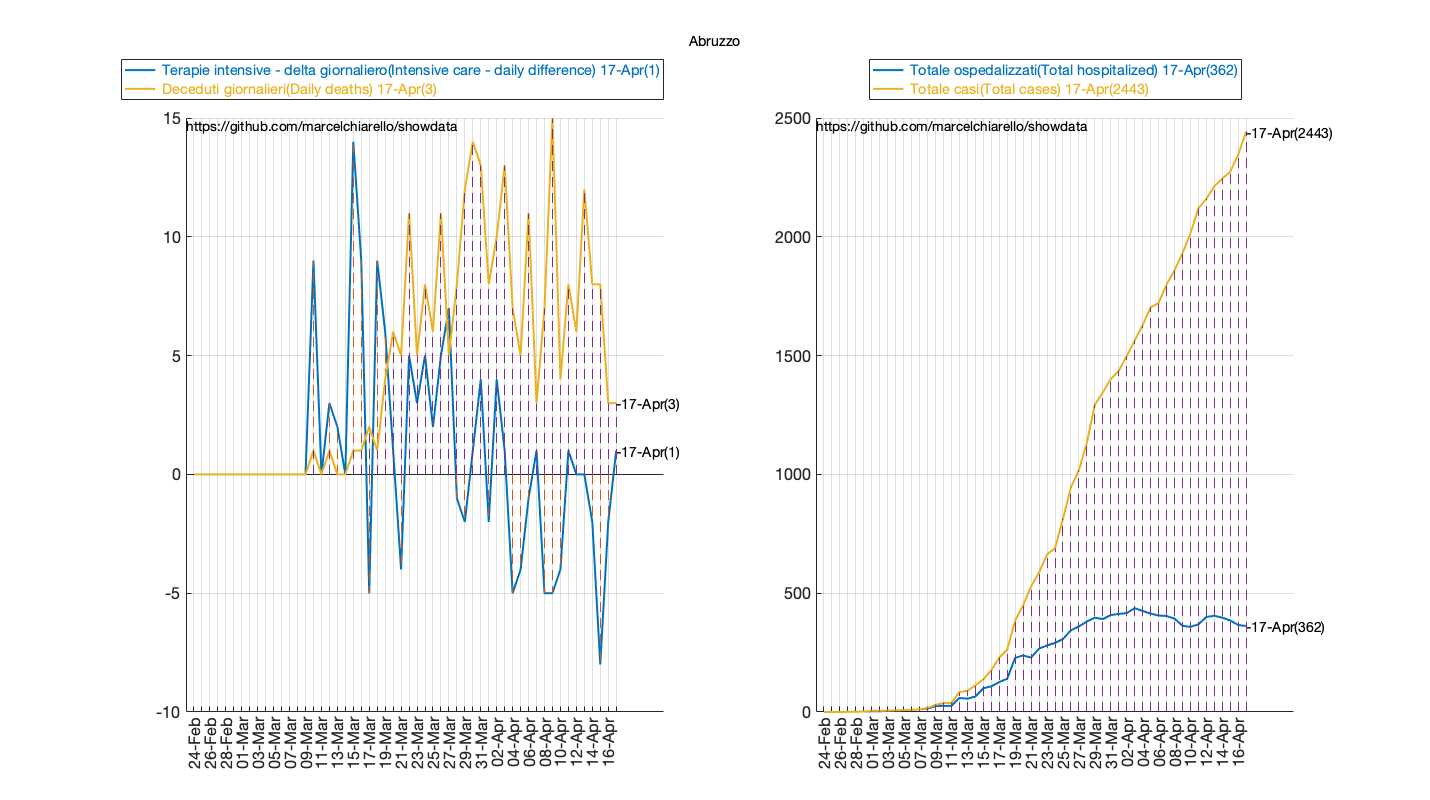 Abruzzo
Terapie intensive - delta giornaliero(Intensive care - daily difference) 17-Apr(1)
Deceduti giornalieri(Daily deaths) 17-Apr(3)
15
https://github.com/marcelchiarello/showdata
10
5
0
-5
-10
17-Apr(3)
17-Apr(1)
24-Feb
26-Feb
28-Feb
01-Mar
03-Mar
05-Mar
07-Mar
09-Mar
11-Mar
13-Mar
15-Mar
17-Mar
19-Mar
21-Mar
23-Mar
25-Mar
27-Mar
29-Mar
31-Mar
02-Apr
04-Apr
06-Apr
08-Apr
10-Apr
12-Apr
14-Apr
16-Apr
Totale ospedalizzati(Total hospitalized) 17-Apr(362)
Totale casi(Total cases) 17-Apr(2443)
2500
https://github.com/marcelchiarello/showdata
2000
1500
1000
500
0
17-Apr(2443)
17-Apr(362)
24-Feb
26-Feb
28-Feb
01-Mar
03-Mar
05-Mar
07-Mar
09-Mar
11-Mar
13-Mar
15-Mar
17-Mar
19-Mar
21-Mar
23-Mar
25-Mar
27-Mar
29-Mar
31-Mar
02-Apr
04-Apr
06-Apr
08-Apr
10-Apr
12-Apr
14-Apr
16-Apr